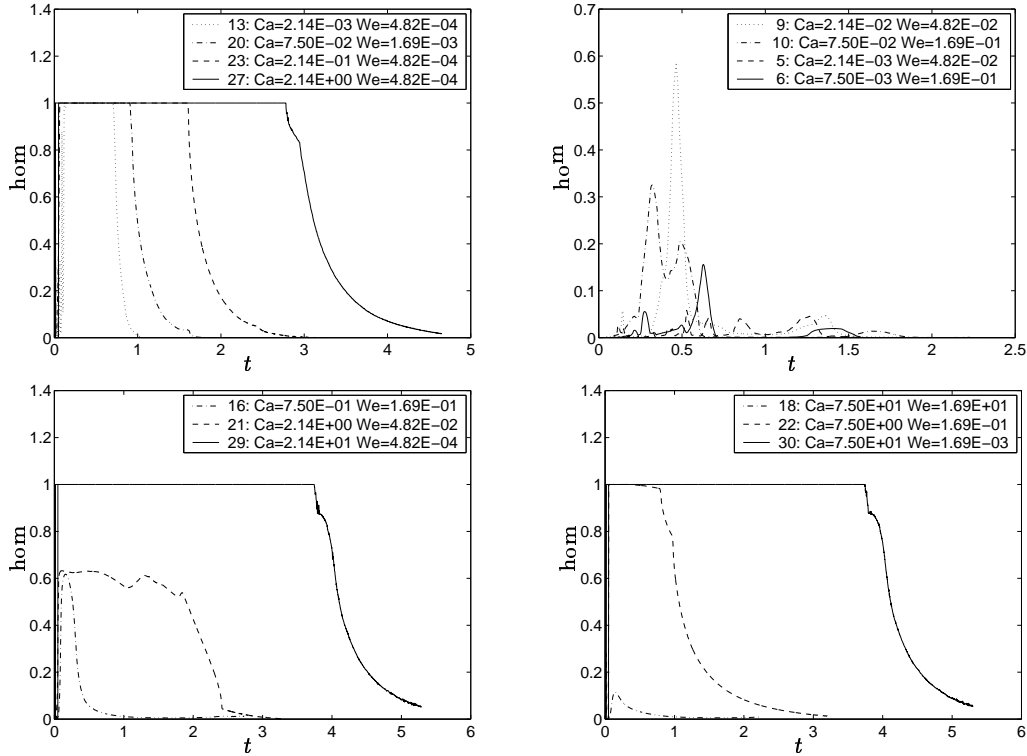 1.4
1.2
1
0.8
0.6
0.4
0.2
0
hom
13: Ca=2.14E−03 We=4.82E−04
20: Ca=7.50E−02 We=1.69E−03
23: Ca=2.14E−01 We=4.82E−04
27: Ca=2.14E+00 We=4.82E−04
0 1 2 3 4 5
t
0.7
0.6
0.5
0.4
0.3
0.2
0.1
0
hom
9: Ca=2.14E−02 We=4.82E−02
10: Ca=7.50E−02 We=1.69E−01
5: Ca=2.14E−03 We=4.82E−02
6: Ca=7.50E−03 We=1.69E−01
0 0.5 1 1.5 2 2.5
t
1.4
1.2
1
0.8
0.6
0.4
0.2
0
hom
16: Ca=7.50E−01 We=1.69E−01
21: Ca=2.14E+00 We=4.82E−02
29: Ca=2.14E+01 We=4.82E−04
0 1 2 3 4 5 6
t
1.4
1.2
1
0.8
0.6
0.4
0.2
0
hom
18: Ca=7.50E+01 We=1.69E+01
22: Ca=7.50E+00 We=1.69E−01
30: Ca=7.50E+01 We=1.69E−03
0 1 2 3 4 5 6
t